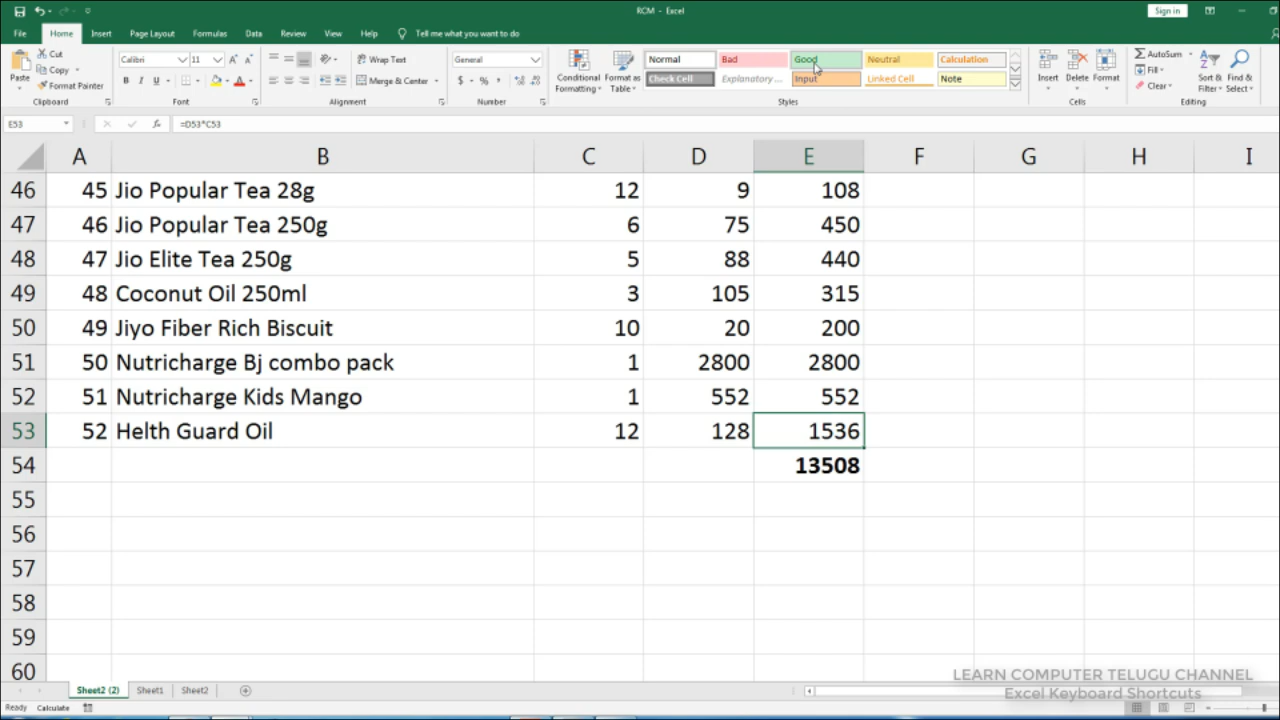 RCM - Excel
Sign in
File Home Insert Page Layout Formulas Data Review View Help Tell me what you want to do
Paste
Cut
Copy
Format Painter
Clipboard
Calibri 11
B I U
Font
Wrap Text
Merge & Center
Alignment
General
$ % ,
Number
Conditional Formatting
Format as Table
Normal Bad Good Neutral Calculation
Check Cell Explanatory ... Input Linked Cell Note
Styles
Insert Delete Format
Cells
AutoSum
Fill
Clear
Sort & Filter
Find & Select
Editing
E53 fx =D53*C53
A B C D E F G H I
46 45 Jio Popular Tea 28g 12 9 108
47 46 Jio Popular Tea 250g 6 75 450
48 47 Jio Elite Tea 250g 5 88 440
49 48 Coconut Oil 250ml 3 105 315
50 49 Jiyo Fiber Rich Biscuit 10 20 200
51 50 Nutricharge Bj combo pack 1 2800 2800
52 51 Nutricharge Kids Mango 1 552 552
53 52 Helth Guard Oil 12 128 1536
54 13508
55
56
57
58
59
60
Sheet2 (2) Sheet1 Sheet2
Ready Calculate
LEARN COMPUTER TELUGU CHANNEL
Excel Keyboard Shortcuts